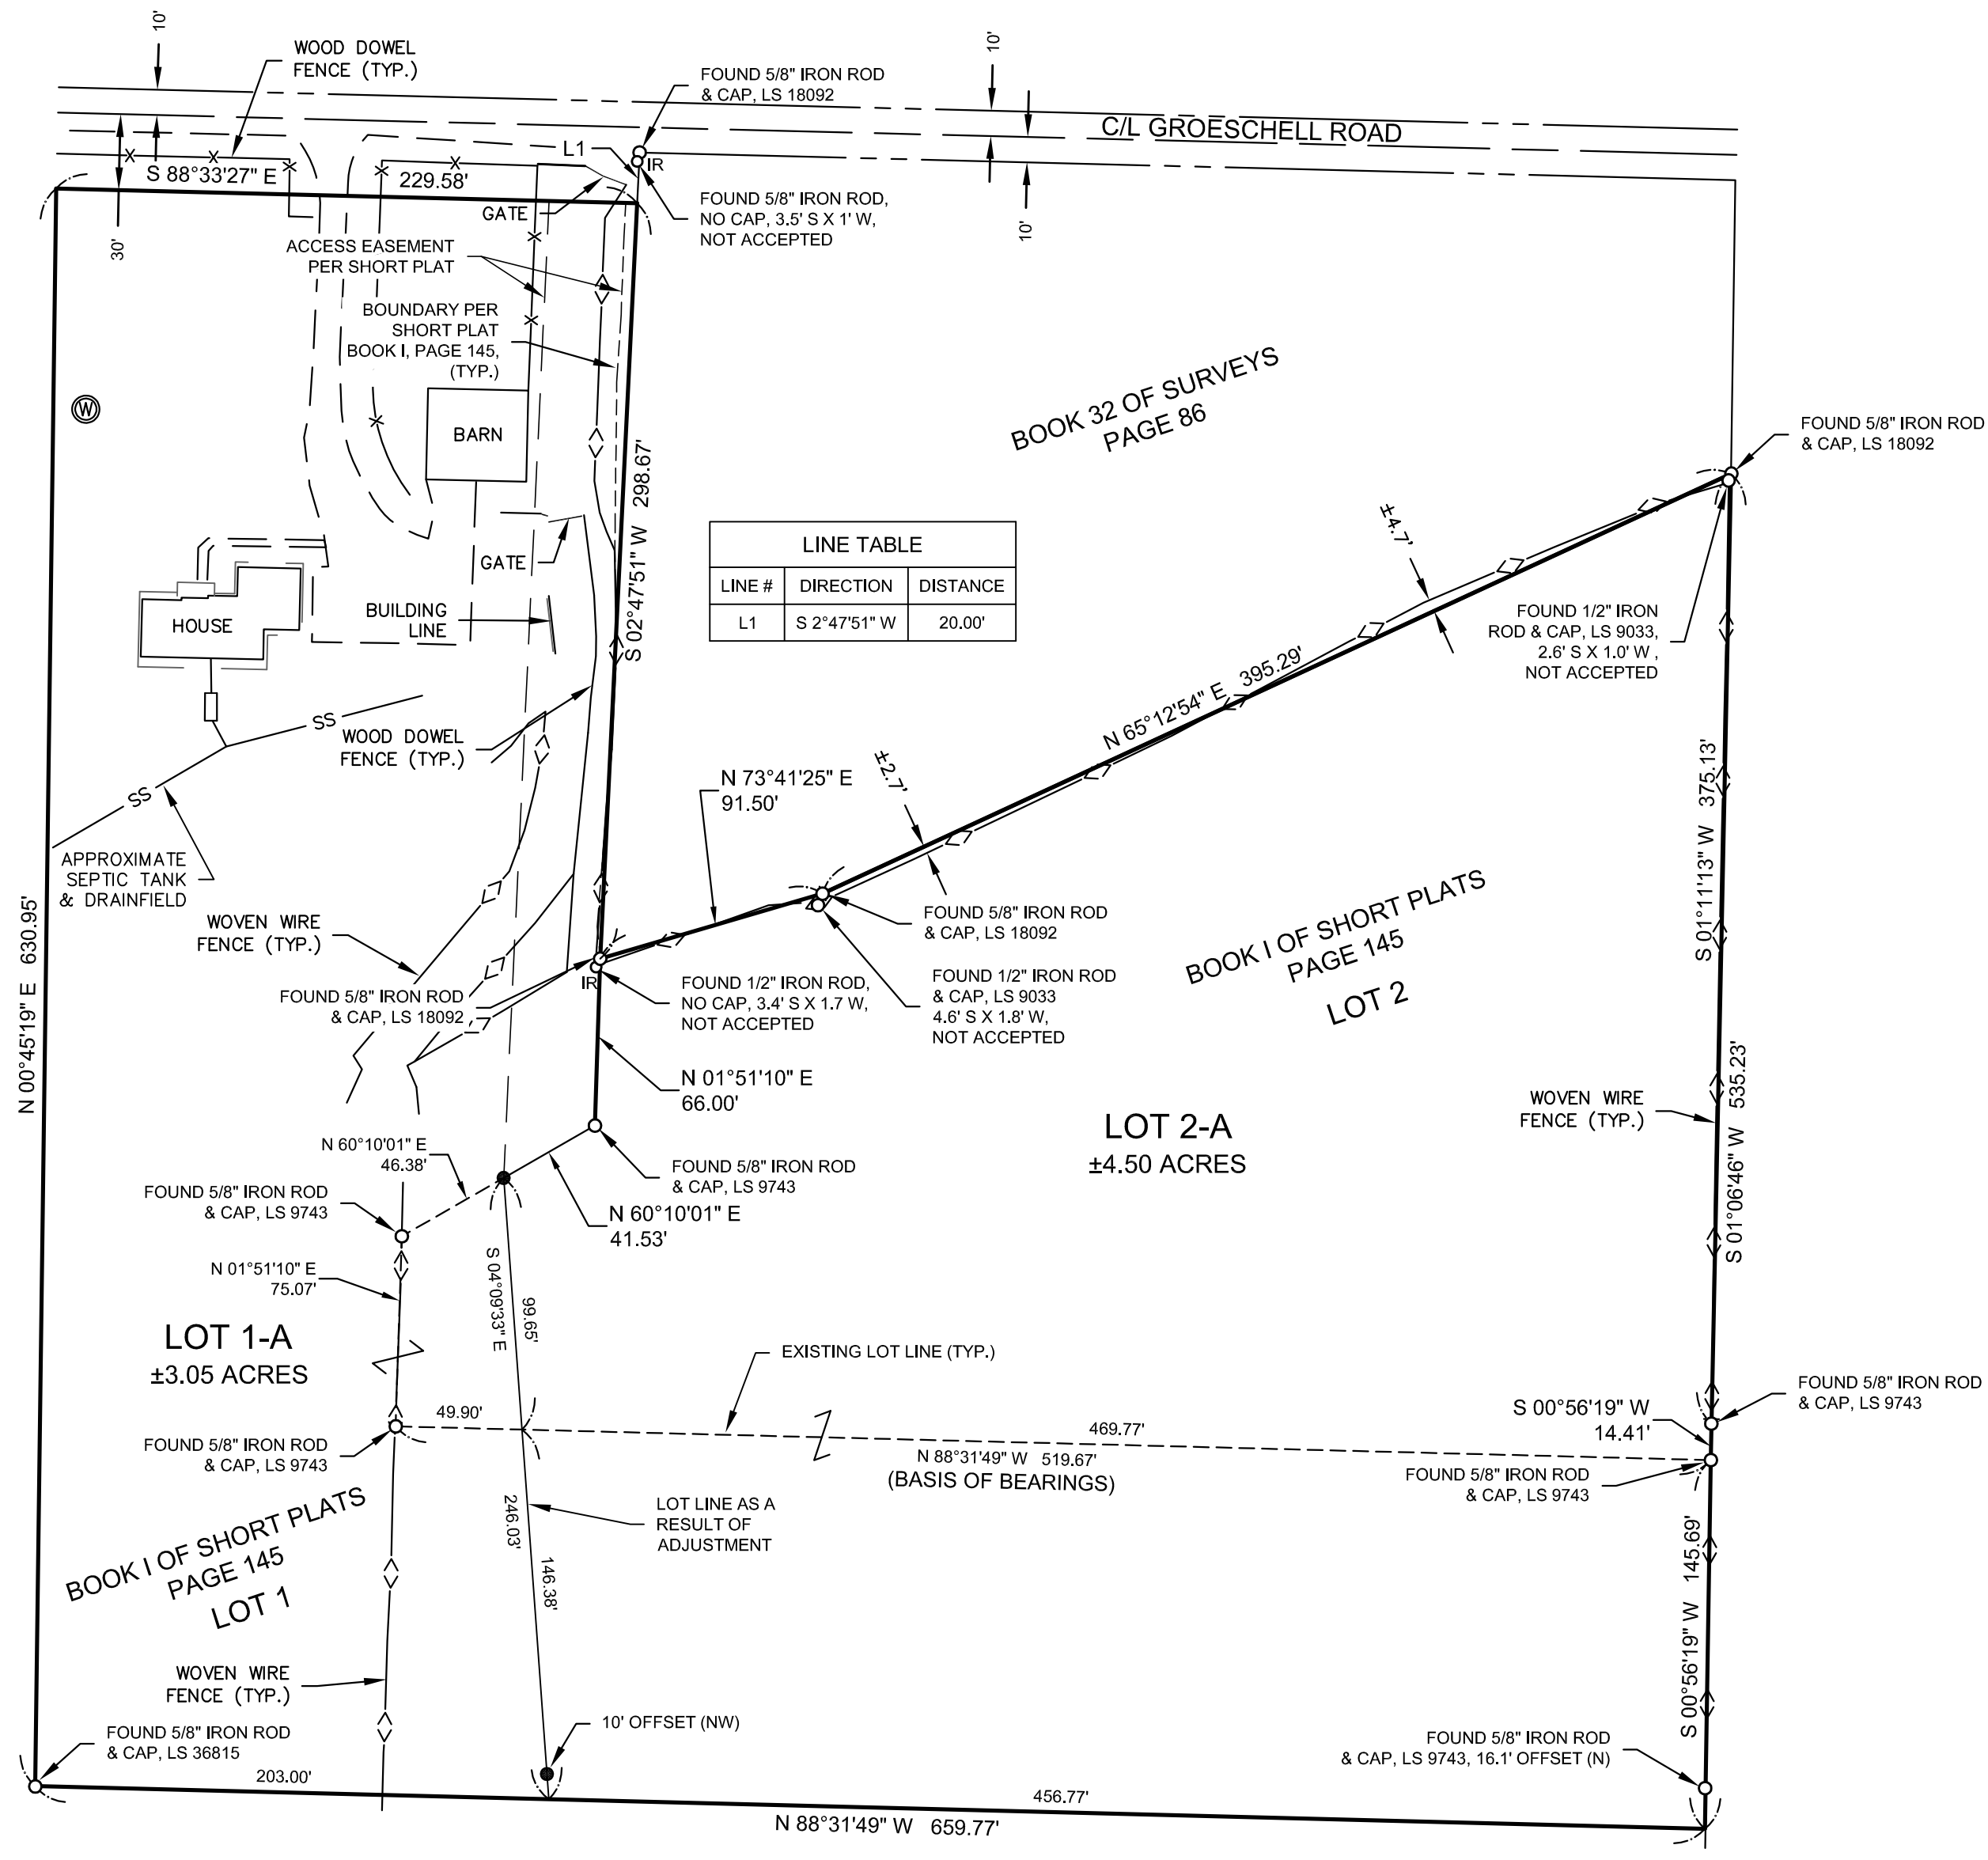 10'
WOOD DOWEL
FENCE (TYP.)
10'
FOUND 5/8" IRON ROD
& CAP, LS 18092
C/L GROESCHELL ROAD
L1
IR
S 88°33'27" E
229.58'
30'
10'
GATE
FOUND 5/8" IRON ROD,
NO CAP, 3.5' S X 1' W,
NOT ACCEPTED
ACCESS EASEMENT
PER SHORT PLAT
BOUNDARY PER
SHORT PLAT
BOOK I, PAGE 145,
(TYP.)
W
BARN
BOOK 32 OF SURVEYS
PAGE 86
FOUND 5/8" IRON ROD
& CAP, LS 18092
S 02°47'51" W 298.67'
LINE TABLE
LINE # DIRECTION DISTANCE
L1 S 2°47'51" W 20.00'
±4.7'
GATE
BUILDING
LINE
HOUSE
FOUND 1/2" IRON
ROD & CAP, LS 9033,
2.6' S X 1.0' W ,
NOT ACCEPTED
N 65°12'54" E 395.29'
SS
SS
WOOD DOWEL
FENCE (TYP.)
±2.7'
N 73°41'25" E
91.50'
S 01°11'13" W 375.13'
APPROXIMATE
SEPTIC TANK
& DRAINFIELD
N 00°45'19" E 630.95'
WOVEN WIRE
FENCE (TYP.)
FOUND 5/8" IRON ROD
& CAP, LS 18092
BOOK I OF SHORT PLATS
PAGE 145
LOT 2
FOUND 5/8" IRON ROD
& CAP, LS 18092
IR
FOUND 1/2" IRON ROD,
NO CAP, 3.4' S X 1.7 W,
NOT ACCEPTED
FOUND 1/2" IRON ROD
& CAP, LS 9033
4.6' S X 1.8' W,
NOT ACCEPTED
N 01°51'10" E
66.00'
WOVEN WIRE
FENCE (TYP.)
S 01°06'46" W 535.23'
LOT 2-A
±4.50 ACRES
N 60°10'01" E
46.38'
FOUND 5/8" IRON ROD
& CAP, LS 9743
FOUND 5/8" IRON ROD
& CAP, LS 9743
N 60°10'01" E
41.53'
N 01°51'10" E
75.07'
S 04°09'33" E
99.65'
LOT 1-A
±3.05 ACRES
EXISTING LOT LINE (TYP.)
FOUND 5/8" IRON ROD
& CAP, LS 9743
S 00°56'19" W
14.41'
49.90'
469.77'
N 88°31'49" W 519.67'
(BASIS OF BEARINGS)
FOUND 5/8" IRON ROD
& CAP, LS 9743
FOUND 5/8" IRON ROD
& CAP, LS 9743
246.03'
LOT LINE AS A
RESULT OF
ADJUSTMENT
146.38'
BOOK I OF SHORT PLATS
PAGE 145
LOT 1
S 00°56'19" W 145.69'
WOVEN WIRE
FENCE (TYP.)
FOUND 5/8" IRON ROD
& CAP, LS 36815
10' OFFSET (NW)
FOUND 5/8" IRON ROD
& CAP, LS 9743, 16.1' OFFSET (N)
203.00'
456.77'
N 88°31'49" W 659.77'